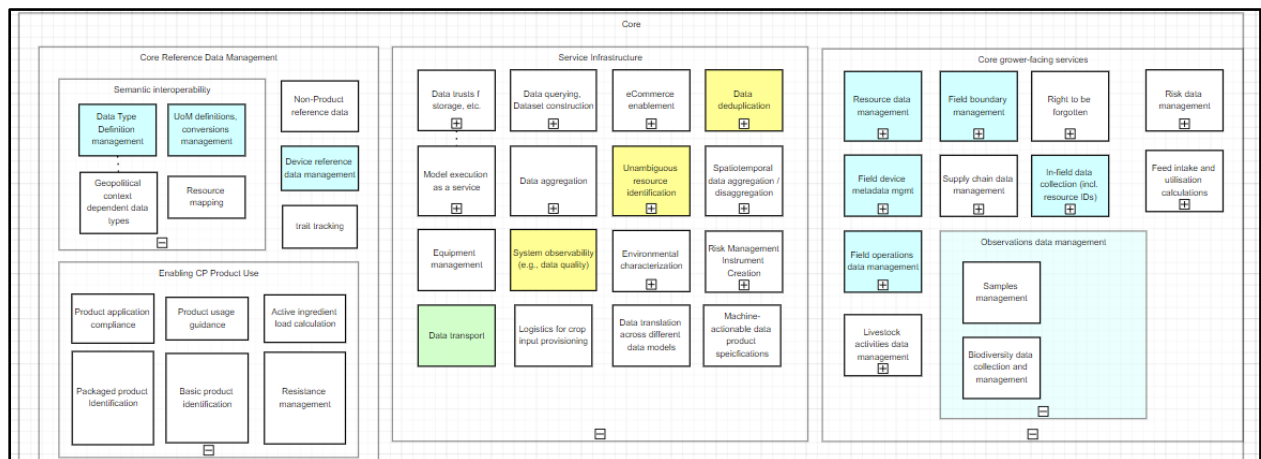 Core
Core Reference Data Management
Semantic interoperability
Data Type
Definition
management
UoM definitions,
conversions
management
Geopolitical
context
dependent data
types
Resource
mapping
Non-Product
reference data
Device reference
data management
trail tracking
Enabling CP Product Use
Product application
compliance
Product usage
guidance
Active ingredient
load calculation
Packaged product
Identification
Basic product
identification
Resistance
management
Service Infrastructure
Data trusts f
storage, etc.
Data querying,
Dataset construction
eCommerce
enablement
Data
deduplication
Model execution
as a service
Data aggregation
Unambiguous
resource
identification
Spatiotemporal
data aggregation /
disaggregation
Equipment
management
System observability
(e.g., data quality)
Environmental
characterization
Risk Management
Instrument
Creation
Data transport
Logistics for crop
input provisioning
Data translation
across different
data models
Machine-
actionable data
product
speicfications
Core grower-facing services
Resource data
management
Field boundary
management
Right to be
forgotten
Risk data
management
Field device
metadata mgmt
Supply chain data
management
In-field data
collection (incl.
resource IDs)
Feed intake and
utilisation
calculations
Field operations
data management
Observations data management
Samples
management
Biodiversity data
collection and
management
Livestock
activities data
management